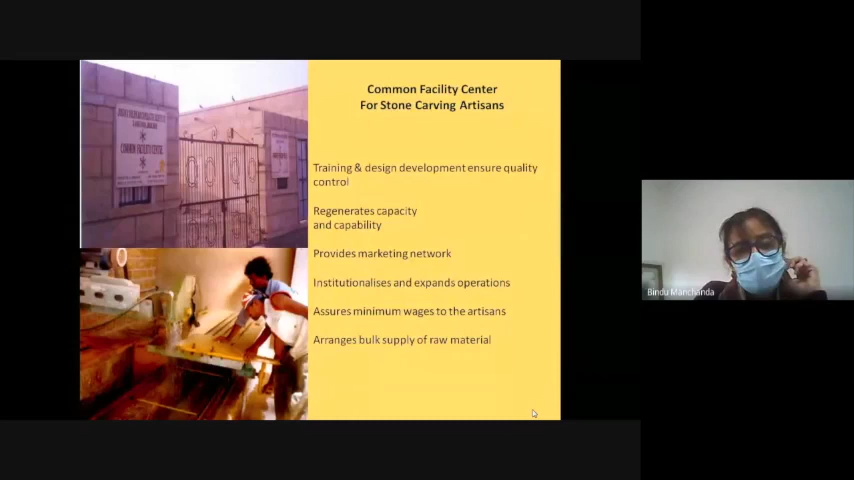 Common Facility Center
For Stone Carving Artisans
Training & design development ensure quality
control
Regenerates capacity
and capability
Provides marketing network
Institutionalises and expands operations
Assures minimum wages to the artisans
Arranges bulk supply of raw material
COMMON FACILITY CENTRE
Bindu Manchanda